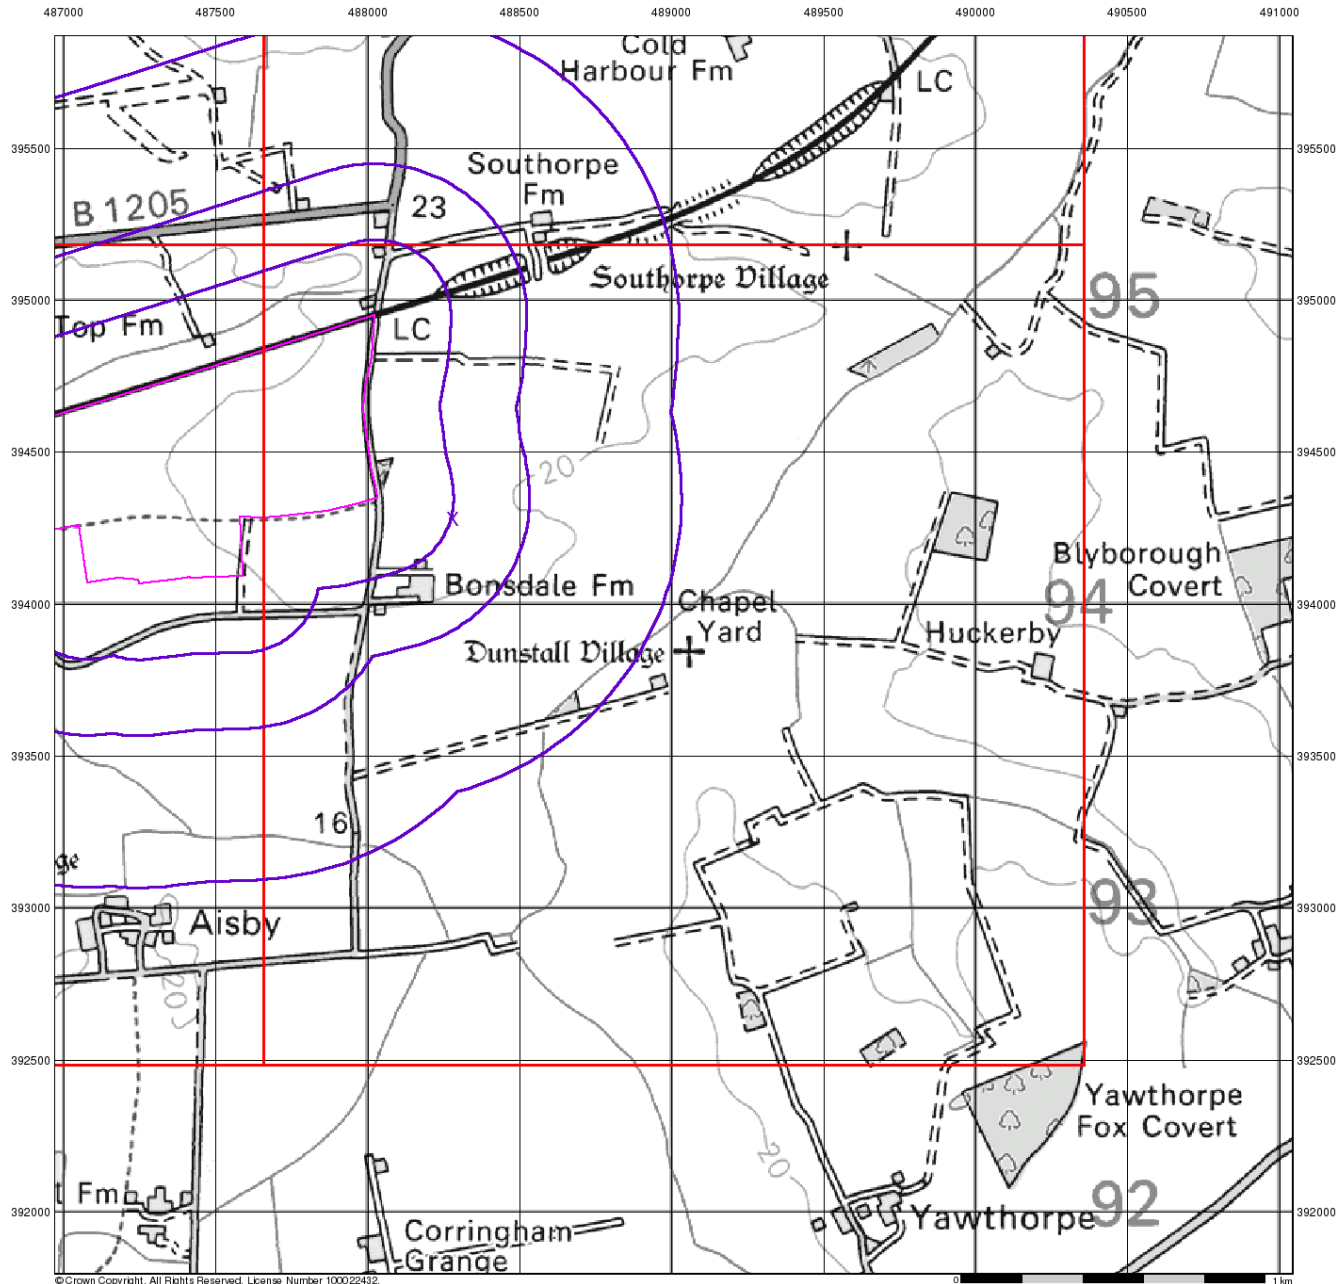 487000 487500 488000 488500 489000 489500 490000 490500 491000
Cold
Harbour Fm
LC
395500 395500
Southorpe
Fm
B 1205
23
Southorpe Village
95
395000 395000
Top Fm
LC
394500 394500
20
Blyborough
Covert
Bonsdale Fm
94
394000 394000
Chapel
Yard
Huckerby
Dunstall Village
393500 393500
16
ge
93
393000 393000
Aisby
20
392500 392500
Yawthorpe
Fox Covert
20
t Fm
92
392000 392000
Yawthorpe
Corringham
Grange
© Crown Copyright. All Rights Reserved. License Number 100022432.
0 1 km